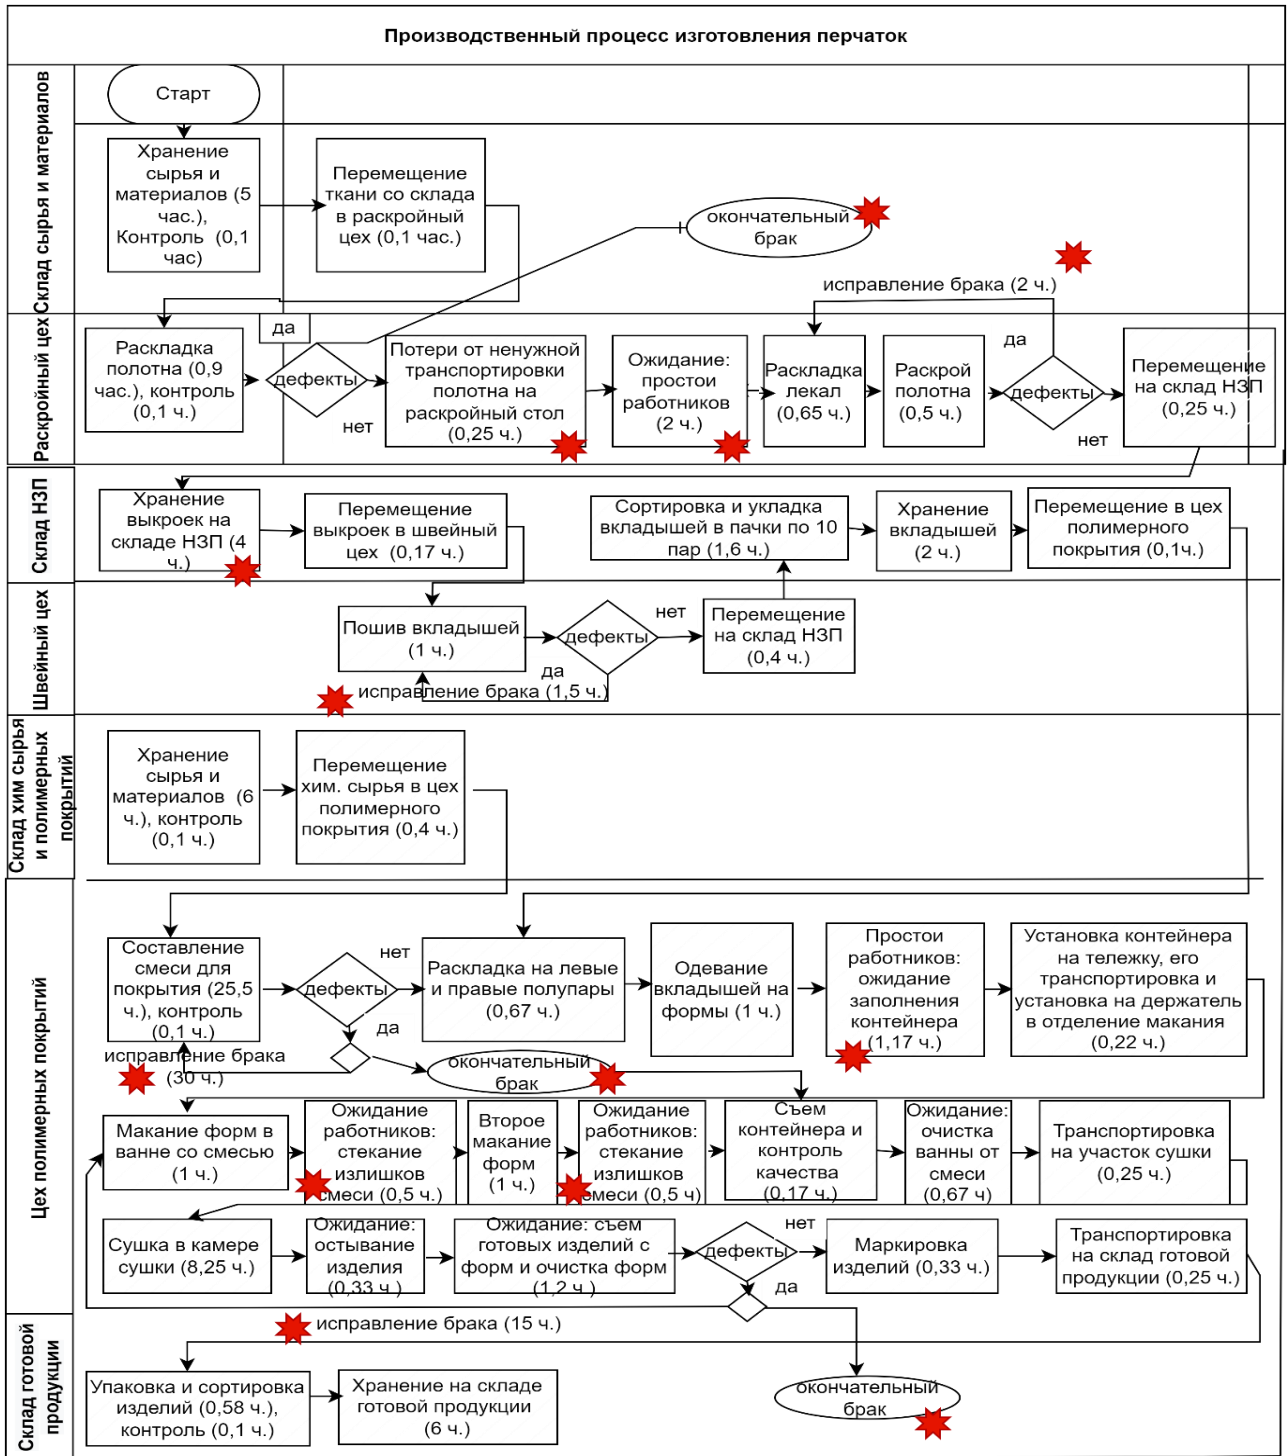 Производственный процесс изготовления перчаток
Склад сырья и материалов
Старт
Хранение
сырья и
материалов (5
час.),
Контроль (0,1
час)
Перемещение
ткани со склада
в раскройный
цех (0,1 час.)
окончательный
брак
исправление брака (2 ч.)
Раскройный цех
да
Раскладка
полотна (0,9
час.), контроль
(0,1 ч.)
дефекты
нет
Потери от ненужной
транспортировки
полотна на
раскройный стол
(0,25 ч.)
Ожидание:
простои
работников
(2 ч.)
Раскладка
лекал
(0,65 ч.)
Раскрой
полотна
(0,5 ч.)
да
дефекты
нет
Перемещение
на склад НЗП
(0,25 ч.)
Склад НЗП
Хранение
выкроек на
складе НЗП (4
ч.)
Перемещение
выкроек в швейный
цех (0,17 ч.)
Сортировка и укладка
вкладышей в пачки по 10
пар (1,6 ч.)
Хранение
вкладышей
(2 ч.)
Перемещение в цех
полимерного
покрытия (0,1ч.)
Швейный цех
Пошив вкладышей
(1 ч.)
дефекты
нет
да
Перемещение
на склад НЗП
(0,4 ч.)
исправление брака (1,5 ч.)
Склад хим сырья
и полимерных
покрытий
Хранение
сырья и
материалов (6
ч.), контроль
(0,1 ч.)
Перемещение
хим. сырья в цех
полимерного
покрытия (0,4 ч.)
Цех полимерных покрытий
Составление
смеси для
покрытия (25,5
ч.), контроль
(0,1 ч.)
дефекты
нет
да
Раскладка на левые
и правые полупары
(0,67 ч.)
Одевание
вкладышей на
формы (1 ч.)
Простои
работников:
ожидание
заполнения
контейнера
(1,17 ч.)
Установка контейнера
на тележку, его
транспортировка и
установка на держатель
в отделение макания
(0,22 ч.)
исправление брака
(30 ч.)
окончательный
брак
Макание форм в
ванне со смесью
(1 ч.)
Ожидание
работников:
стекание
излишков
смеси (0,5 ч.)
Второе
макание
форм
(1 ч.)
Ожидание
работников:
стекание
излишков
смеси (0,5 ч)
Съем
контейнера и
контроль
качества
(0,17 ч.)
Ожидание:
очистка
ванны от
смеси
(0,67 ч)
Транспортировка
на участок сушки
(0,25 ч.)
Сушка в камере
сушки (8,25 ч.)
Ожидание:
остывание
изделия
(0,33 ч.)
Ожидание: съем
готовых изделий с
форм и очистка форм
(1,2 ч.)
дефекты
нет
да
Маркировка
изделий (0,33 ч.)
Транспортировка
на склад готовой
продукции (0,25 ч.)
исправление брака (15 ч.)
Склад готовой
продукции
Упаковка и сортировка
изделий (0,58 ч.),
контроль (0,1 ч.)
Хранение на складе
готовой продукции
(6 ч.)
окончательный
брак